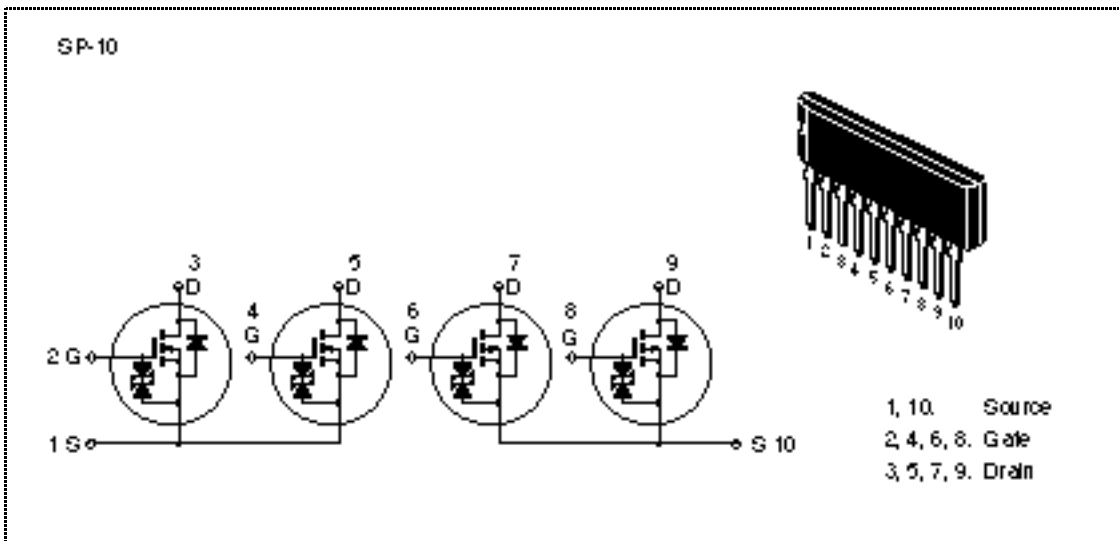 SP-10
3 5 7 9
D D D D
4 6 8
G G G
2 G
1 S
S 10
1 2 3 4 5 6 7 8 9 10
1, 10. Source
2, 4, 6, 8. Gate
3, 5, 7, 9. Drain